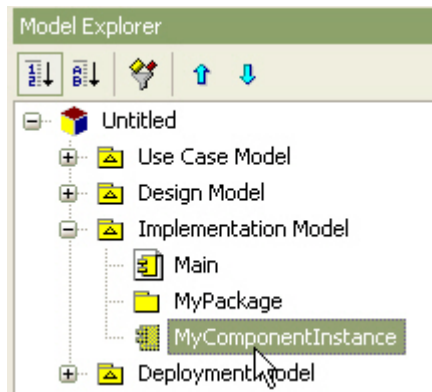 Model Explorer
Untitled
Use Case Model
Design Model
Implementation Model
Main
MyPackage
MyComponentInstance
Deployment Model